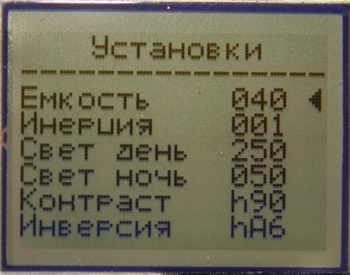 Установки
--------------------
Емкость 040 ◄
Инерция 001
Свет день 250
Свет ночь 050
Контраст h90
Инверсия hA6